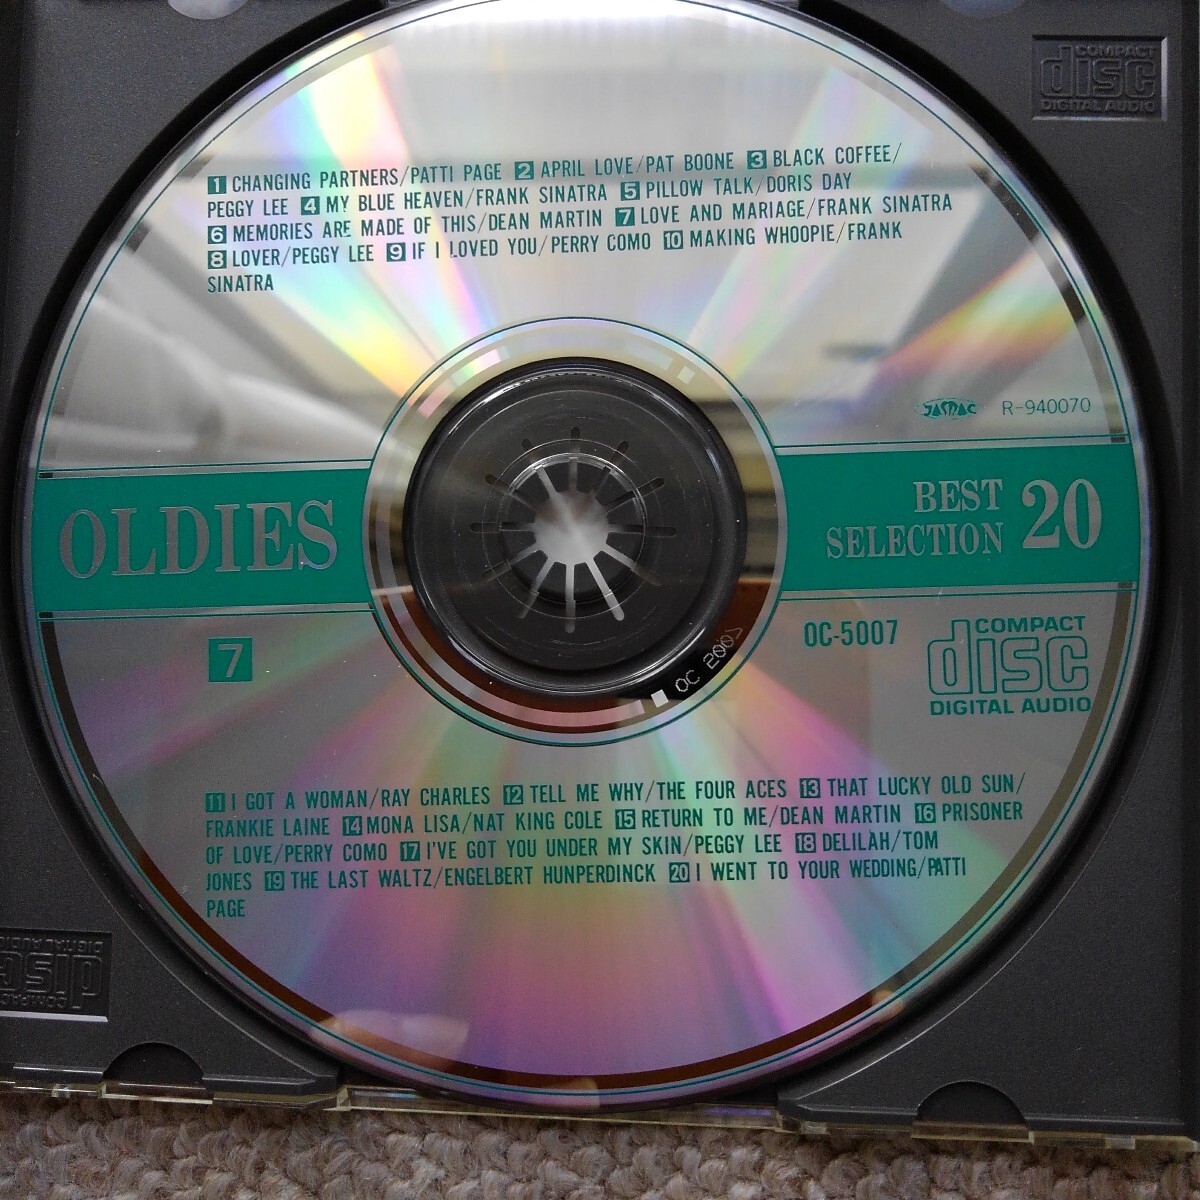 COMPACT
disc
DIGITAL AUDIO
1 CHANGING PARTNERS/PATTI PAGE 2 APRIL LOVE/PAT BOONE 3 BLACK COFFEE/
PEGGY LEE 4 MY BLUE HEAVEN/FRANK SINATRA 5 PILLOW TALK/DORIS DAY
6 MEMORIES ARE MADE OF THIS/DEAN MARTIN 7 LOVE AND MARIAGE/FRANK SINATRA
8 LOVER/PEGGY LEE 9 IF I LOVED YOU/PERRY COMO 10 MAKING WHOOPIE/FRANK
SINATRA
JASRAC R-940070
OLDIES
BEST
SELECTION 20
7
OC-5007
COMPACT
disc
DIGITAL AUDIO
OC 2007
11 I GOT A WOMAN/RAY CHARLES 12 TELL ME WHY/THE FOUR ACES 13 THAT LUCKY OLD SUN/
FRANKIE LAINE 14 MONA LISA/NAT KING COLE 15 RETURN TO ME/DEAN MARTIN 16 PRISONER
OF LOVE/PERRY COMO 17 I'VE GOT YOU UNDER MY SKIN/PEGGY LEE 18 DELILAH/TOM
JONES 19 THE LAST WALTZ/ENGELBERT HUNPERDINCK 20 I WENT TO YOUR WEDDING/PATTI
PAGE
COMPACT
disc
DIGITAL AUDIO